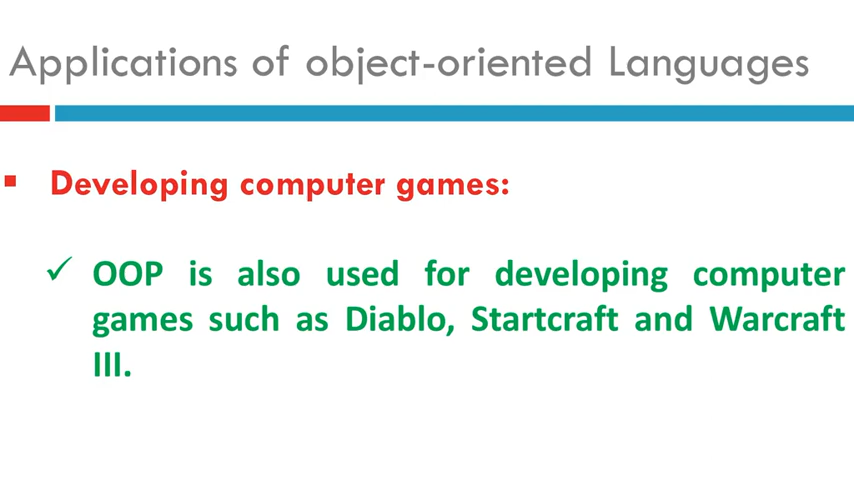 Applications of object-oriented Languages
▪ Developing computer games:
✓ OOP is also used for developing computer
games such as Diablo, Startcraft and Warcraft
III.